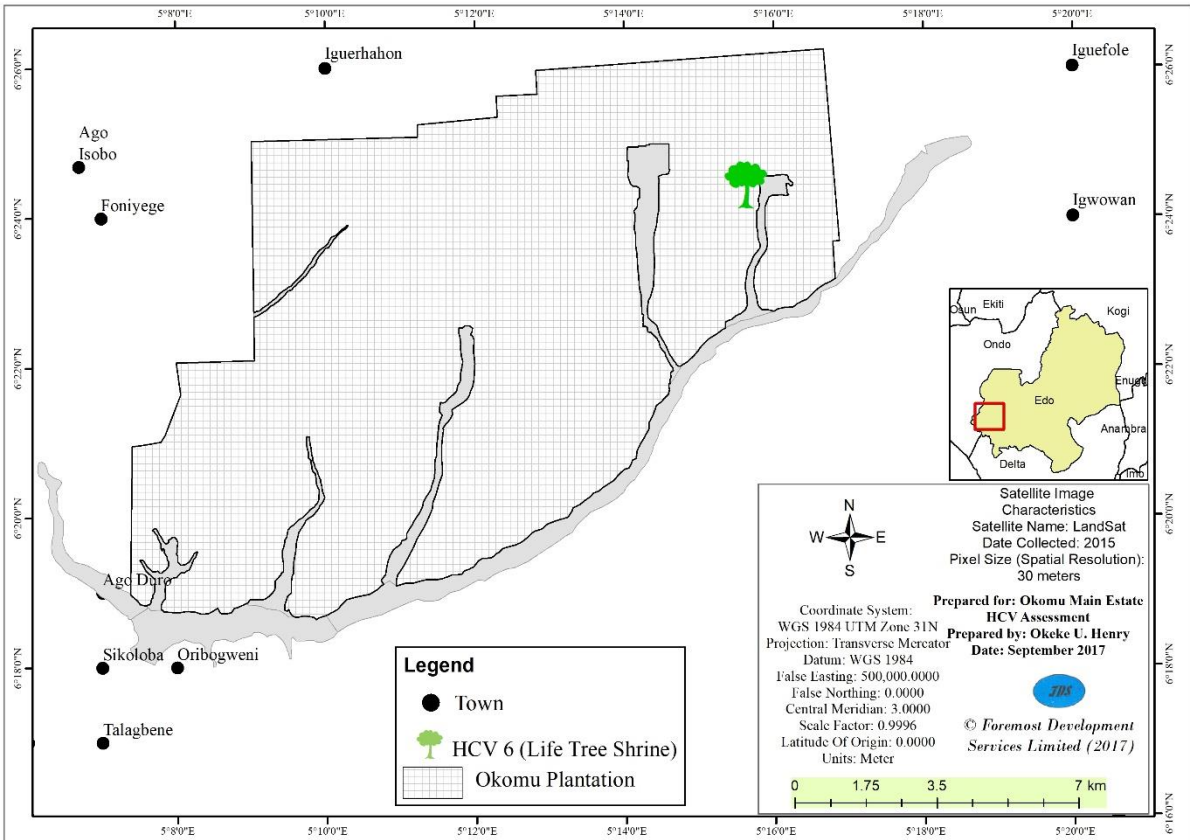 5°8'0"E 5°10'0"E 5°12'0"E 5°14'0"E 5°16'0"E 5°18'0"E 5°20'0"E
6°26'0"N
6°24'0"N
6°22'0"N
6°20'0"N
6°18'0"N
Iguerhahon
Iguefole
Ago
Isobo
Foniyege
Igwowan
Ago Duro
Sikoloba
Oribogweni
Talagbene
Osun
Ekiti
Kogi
Ondo
Enugu
Edo
Anambra
Delta
Imo
Legend
Town
HCV 6 (Life Tree Shrine)
Okomu Plantation
N
W E
S
Satellite Image
Characteristics
Satellite Name: LandSat
Date Collected: 2015
Pixel Size (Spatial Resolution):
30 meters
Coordinate System:
WGS 1984 UTM Zone 31N
Projection: Transverse Mercator
Datum: WGS 1984
False Easting: 500,000.0000
False Northing: 0.0000
Central Meridian: 3.0000
Scale Factor: 0.9996
Latitude Of Origin: 0.0000
Units: Meter
Prepared for: Okomu Main Estate
HCV Assessment
Prepared by: Okeke U. Henry
Date: September 2017
© Foremost Development
Services Limited (2017)
0 1.75 3.5 7 km
6°26'0"N
6°24'0"N
6°22'0"N
6°20'0"N
6°18'0"N
6°16'0"N
5°8'0"E 5°10'0"E 5°12'0"E 5°14'0"E 5°16'0"E 5°18'0"E 5°20'0"E